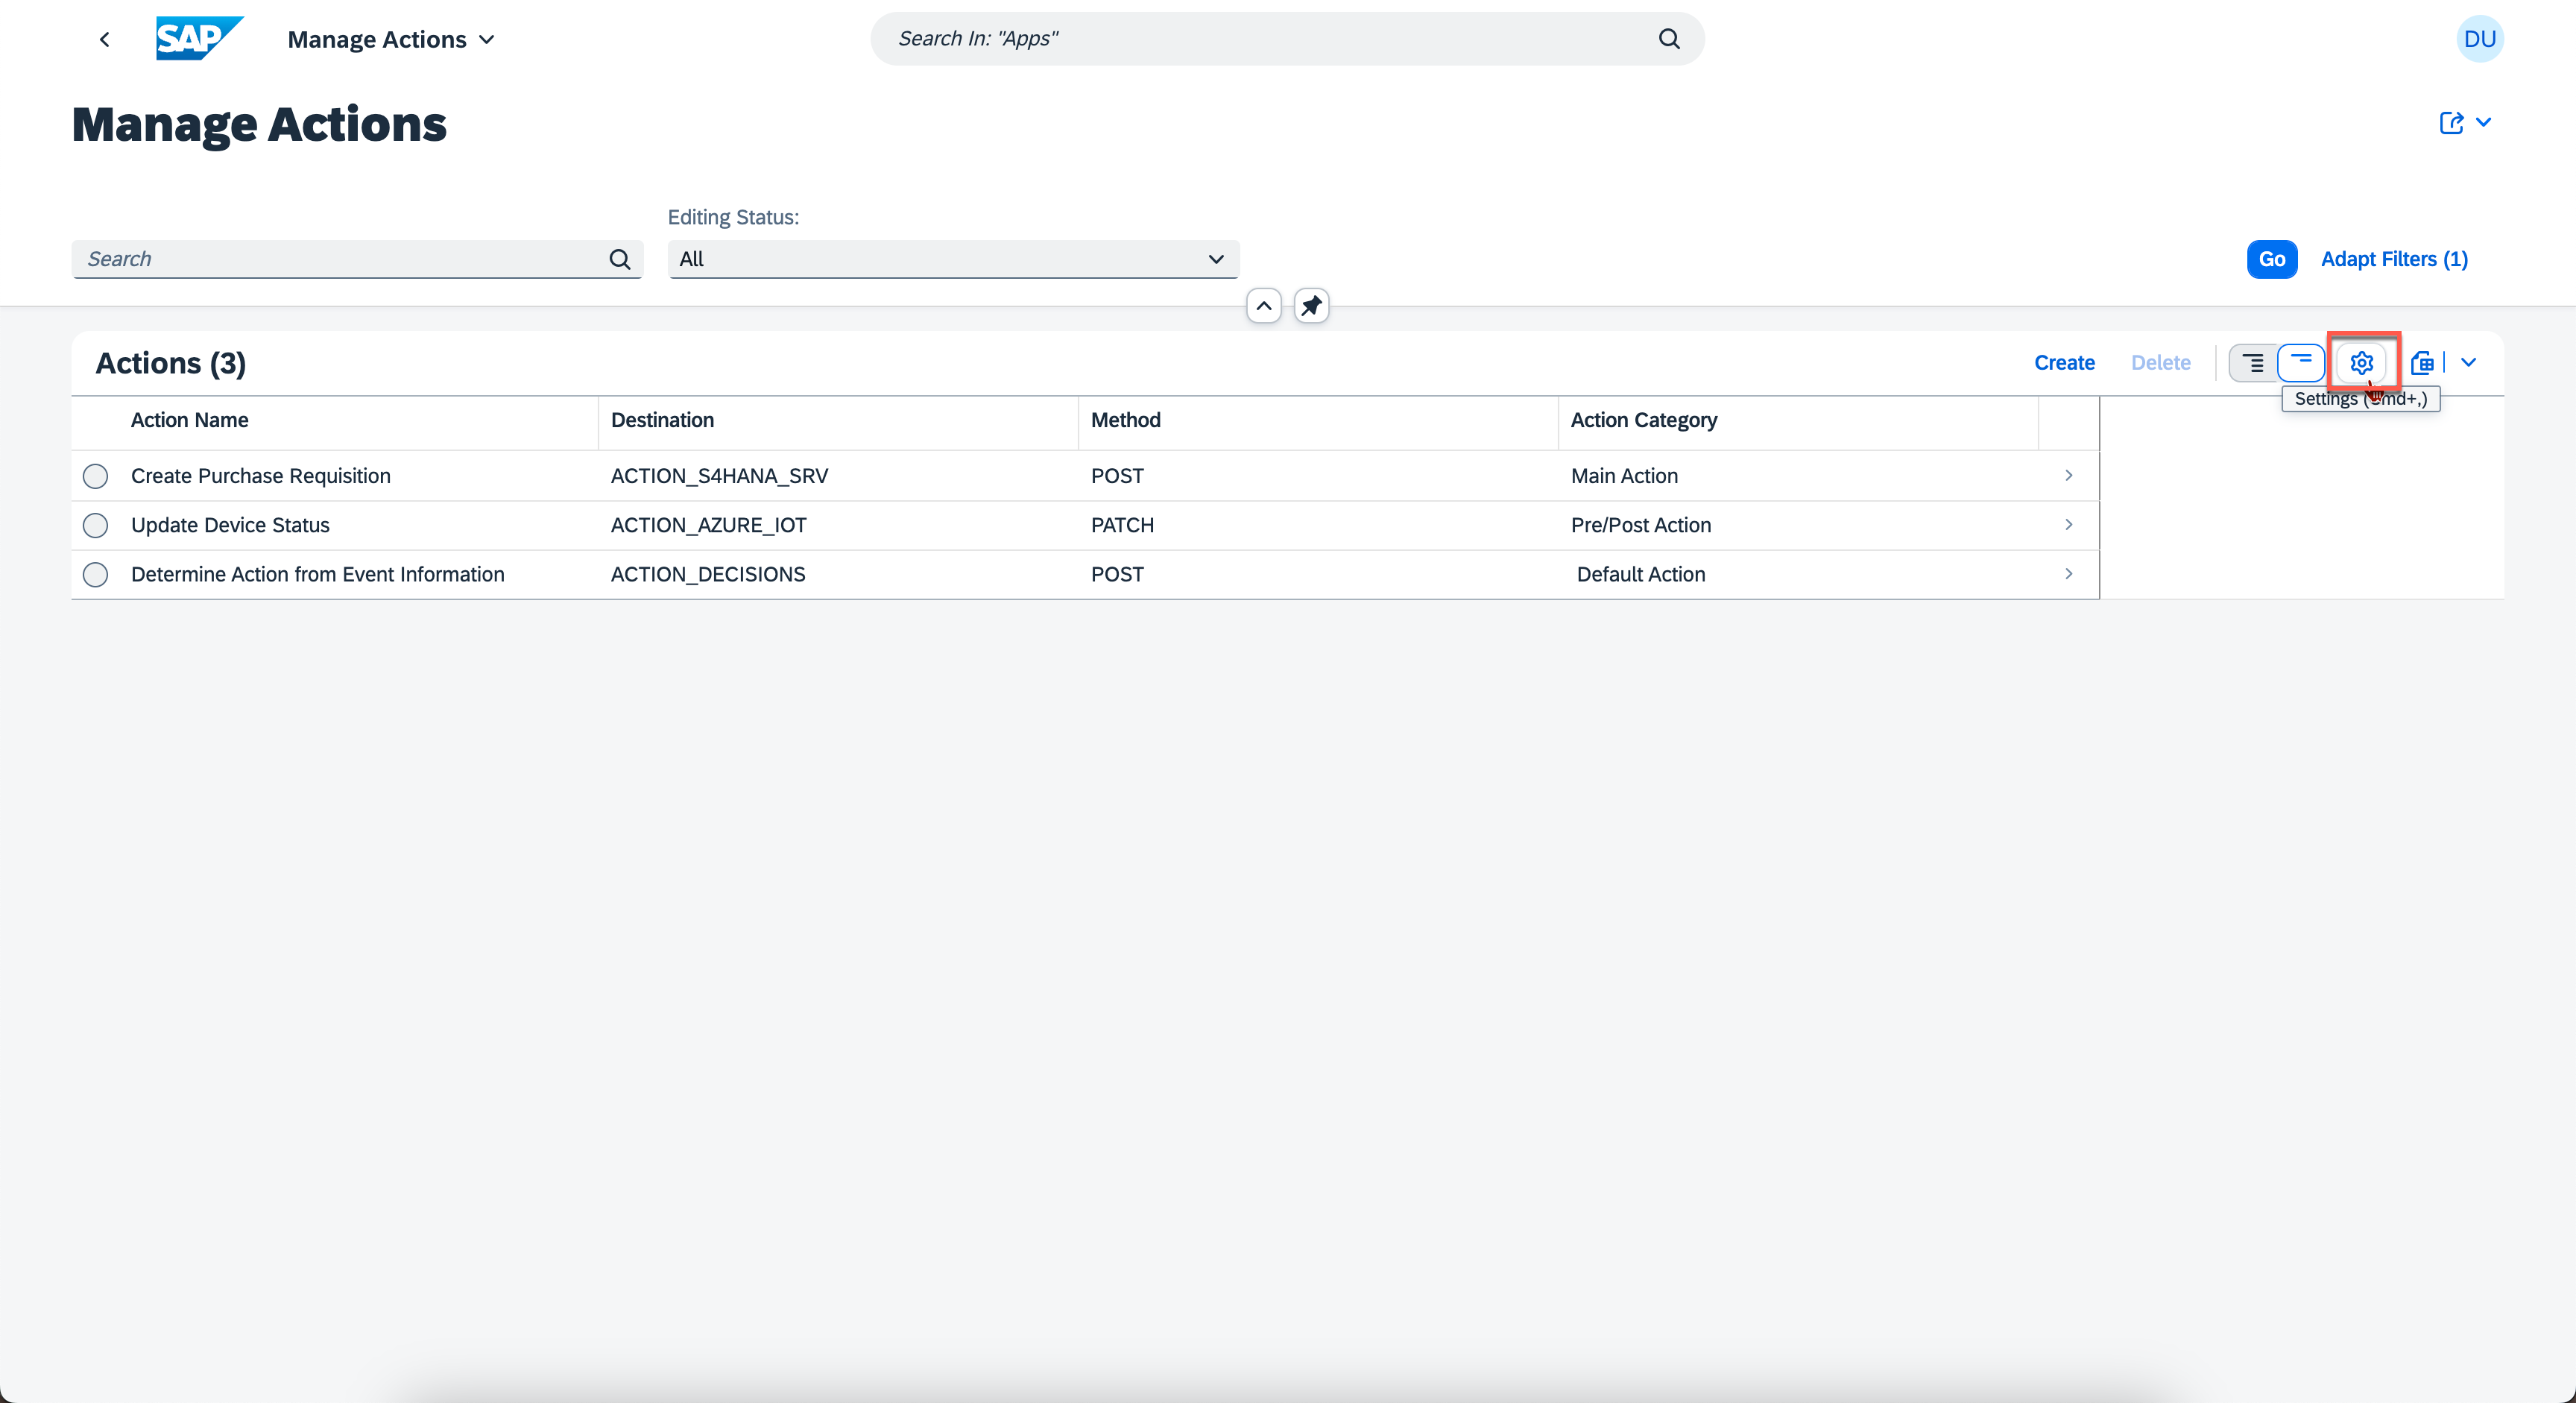 SAP Manage Actions Search In: "Apps" DU
Manage Actions
Editing Status:
Search All Go Adapt Filters (1)
Actions (3) Create Delete
Settings (Cmd+,)
Action Name Destination Method Action Category
Create Purchase Requisition ACTION_S4HANA_SRV POST Main Action
Update Device Status ACTION_AZURE_IOT PATCH Pre/Post Action
Determine Action from Event Information ACTION_DECISIONS POST Default Action